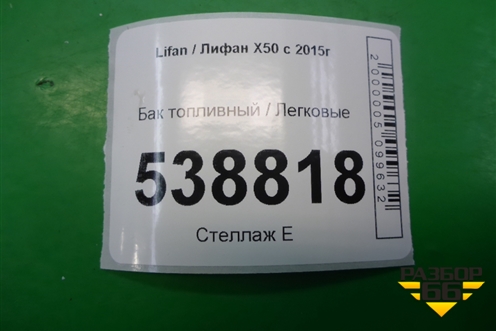 Lifan / Лифан X50 с 2015г
Бак топливный / Легковые
538818
Стеллаж Е
2000005099632
РАЗБОР
66